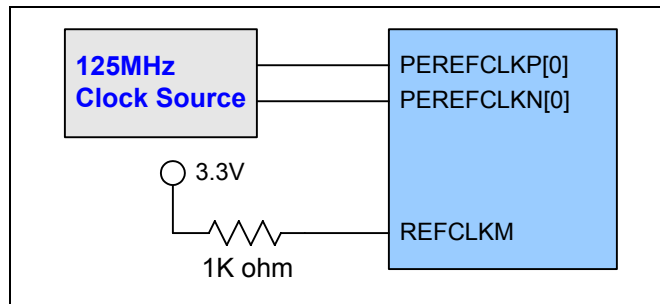 125MHz
Clock Source
PEREFCLKP[0]
PEREFCLKN[0]
3.3V
REFCLKM
1K ohm